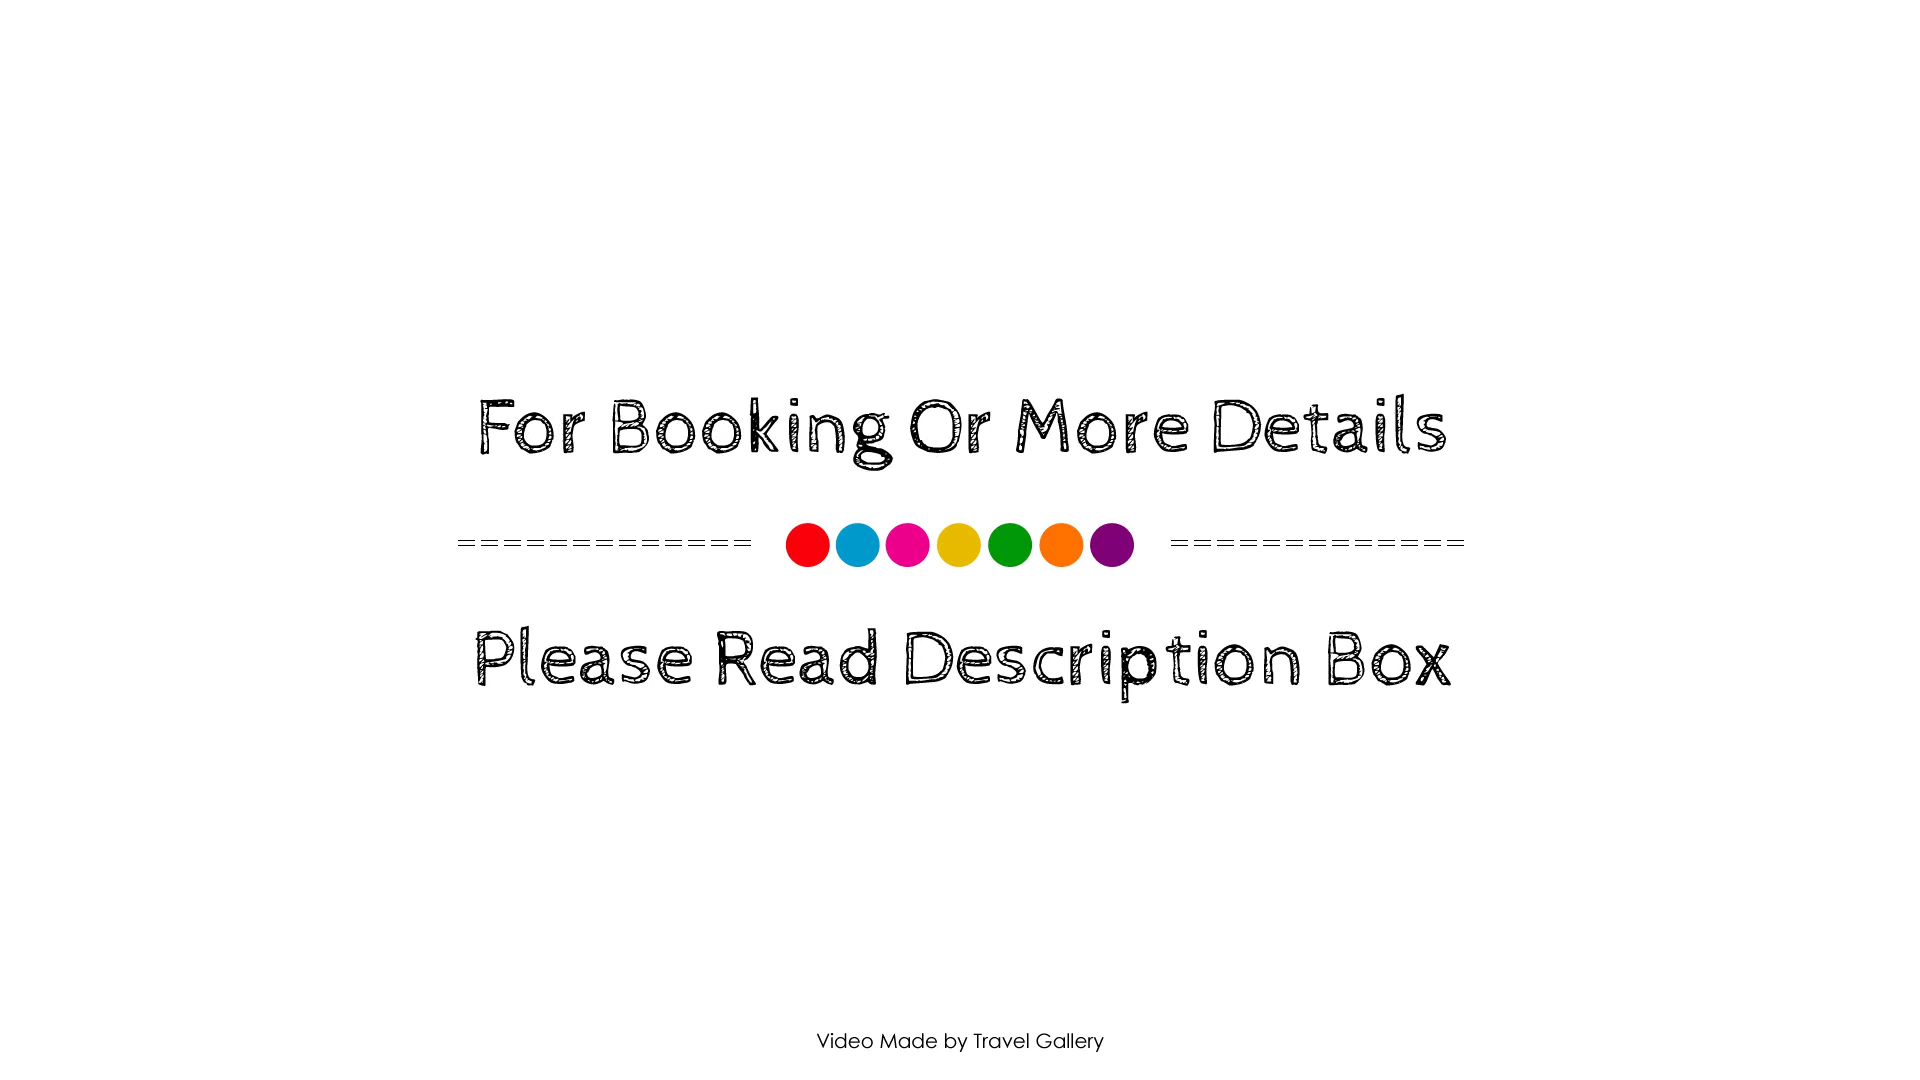 For Booking Or More Details
============= =============
Please Read Description Box
Video Made by Travel Gallery